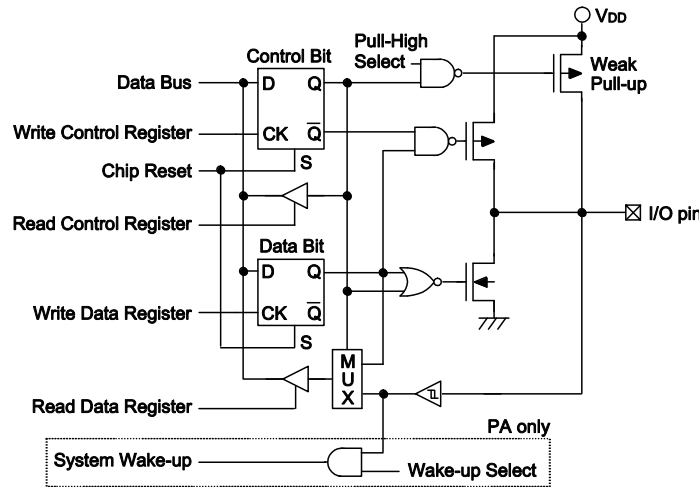 VDD
Control Bit
Pull-High
Select
Weak
Pull-up
Data Bus
D
Q
Write Control Register
CK
Q
Chip Reset
S
Read Control Register
I/O pin
Data Bit
D
Q
Write Data Register
CK
Q
S
M
U
X
Read Data Register
PA only
System Wake-up
Wake-up Select